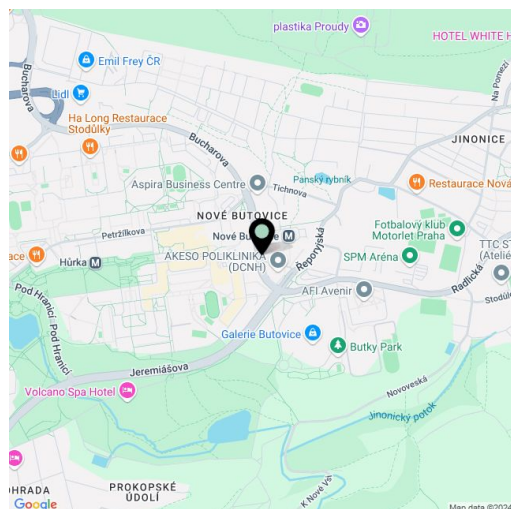 plastika Proudy
HOTEL WHITE H
Emil Frey ČR
Bucharova
Lidl
Ha Long Restaurace
Stodůlky
Bucharova
Na Pomezí
JINONICE
Panský rybník
Aspira Business Centre
Tichnova
Restaurace Nová
NOVÉ BUTOVICE
Petržílkova
Nové Butovice
Řeporyjská
Fotbalový klub
Motorlet Praha
ace
Hůrka
AKESO POLIKLINIKA
(DCNH)
SPM Aréna
TTC ST
(Ateli
Radlická
AFI Avenir
Stodůle
Pod Hranicí
Pod Hranicí
Galerie Butovice
Butky Park
Jeremiášova
Volcano Spa Hotel
Novoveská
Jinonický potok
OHRADA
PROKOPSKÉ
ÚDOLÍ
K Nové Vsi
Google
Map data ©2024